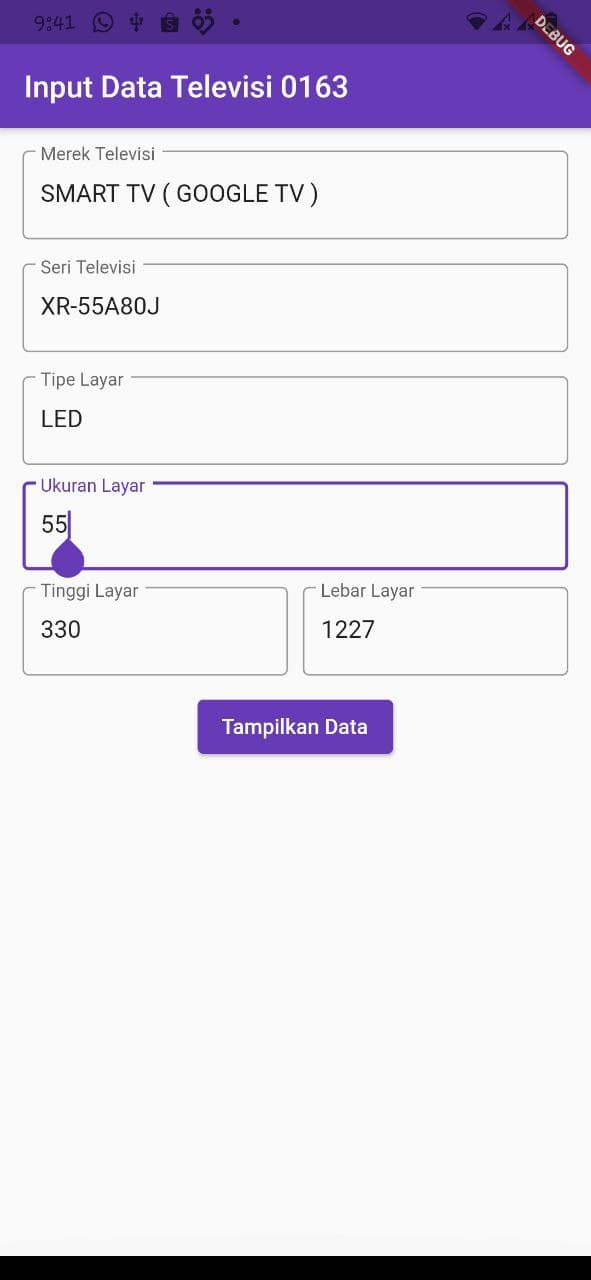 9:41
DEBUG
Input Data Televisi 0163
Merek Televisi
SMART TV ( GOOGLE TV )
Seri Televisi
XR-55A80J
Tipe Layar
LED
Ukuran Layar
55
Tinggi Layar
Lebar Layar
330
1227
Tampilkan Data